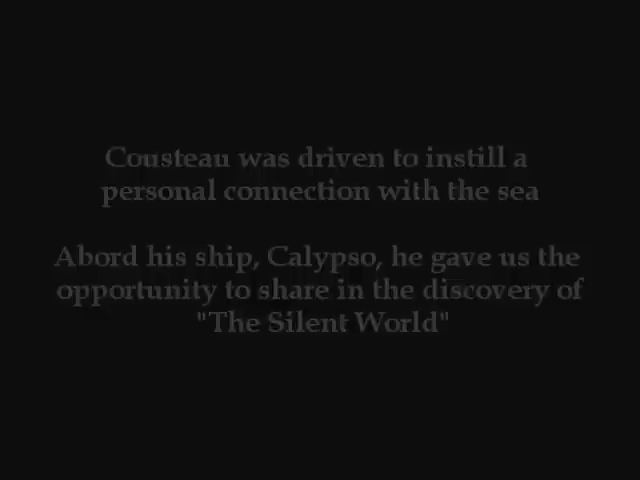 Cousteau was driven to instill a
personal connection with the sea
Abord his ship, Calypso, he gave us the
opportunity to share in the discovery of
"The Silent World"